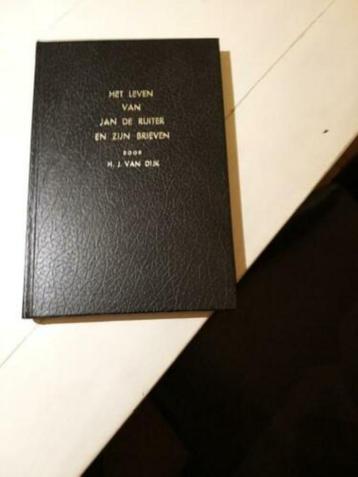 HET LEVEN
VAN
JAN DE RUITER
EN ZIJN BRIEVEN
DOOR
H. J. VAN DIJK